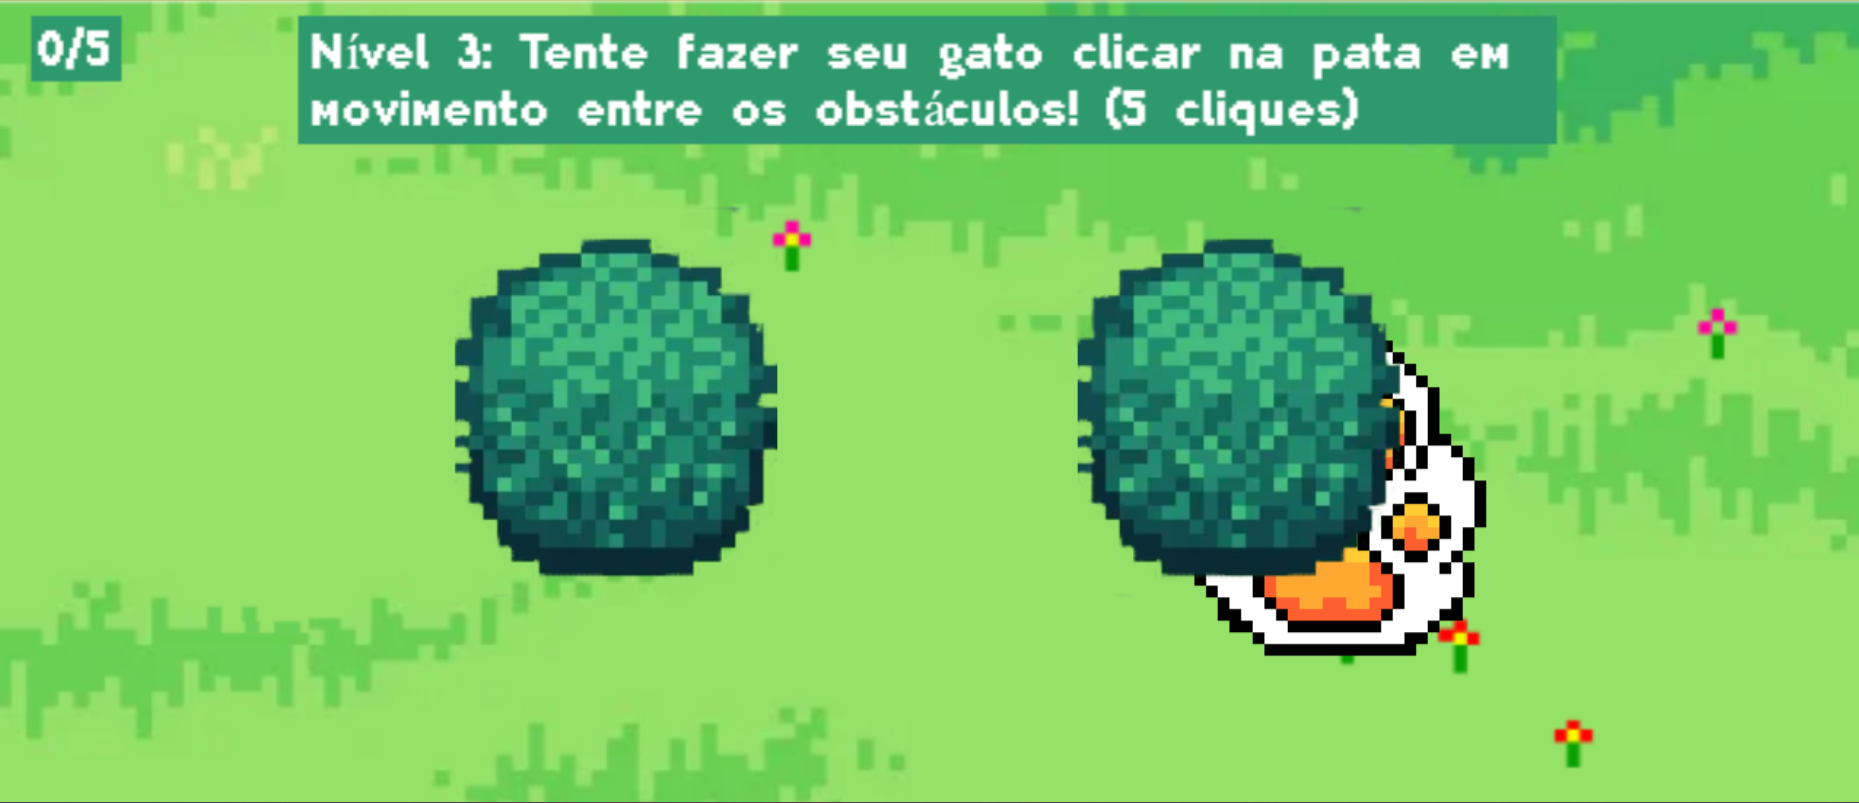 0/5
Nível 3: Tente fazer seu gato clicar na pata em
movimento entre os obstáculos! (5 cliques)